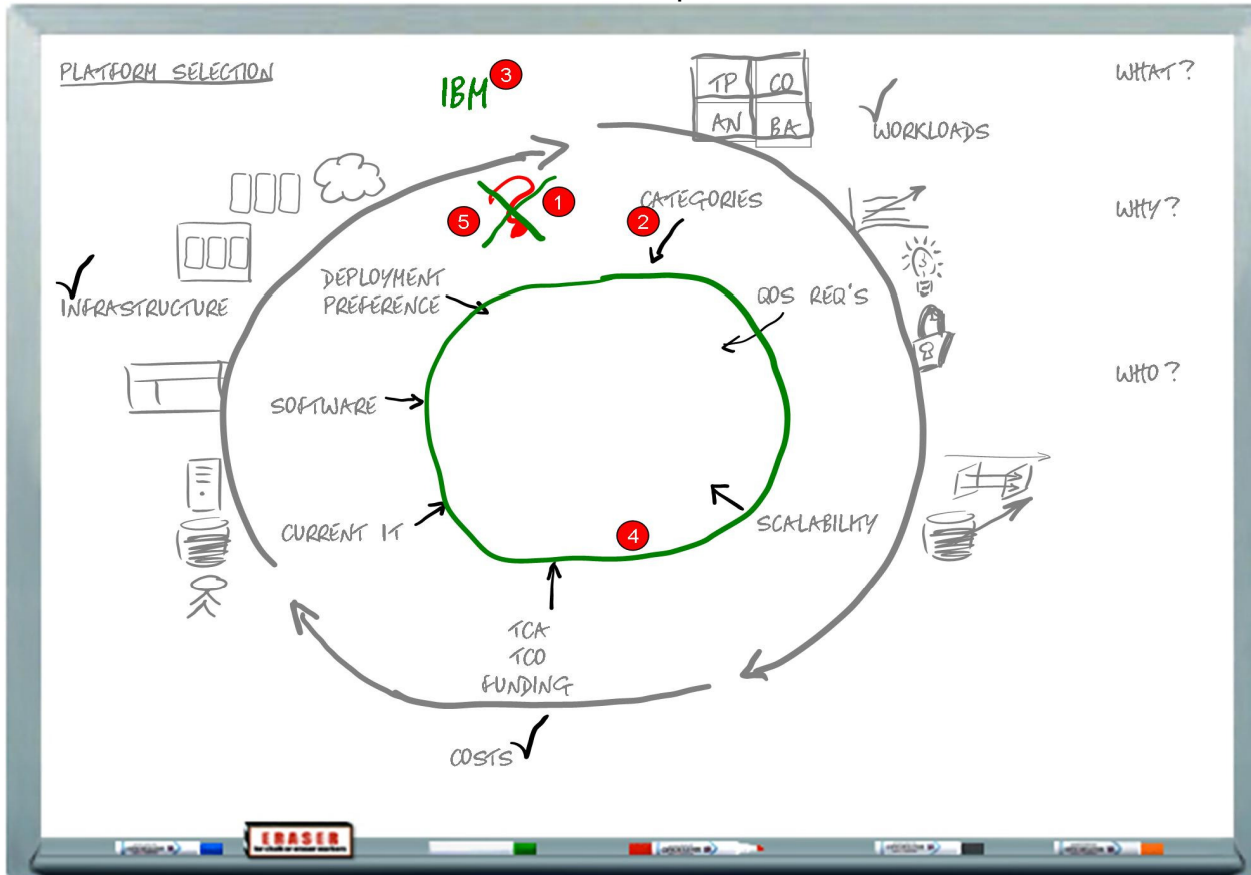 PLATFORM SELECTION
IBM
3
TP
CO
AN
BA
WORKLOADS
WHAT?
WHY?
WHO?
1
5
2
CATEGORIES
QOS REQ'S
DEPLOYMENT
PREFERENCE
INFRASTRUCTURE
SOFTWARE
CURRENT IT
SCALABILITY
4
TCA
TCO
FUNDING
COSTS
ERASER